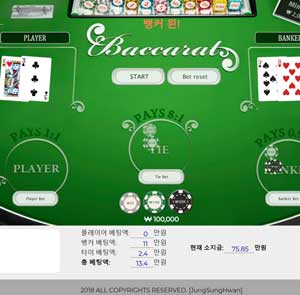 뱅커 윈!
PLAYER
BANKER
Baccarat
START
Bet reset
PAYS 1:1
PAYS 8:1
PLAYER
TIE
Player Bet
Tie Bet
Banker Bet
₩ 100,000
플레이어 베팅액: 0 만원
뱅커 베팅액: 11 만원
타이 베팅액: 2.4 만원
총 베팅액: 13.4 만원
현재 소지금: 75.85 만원
2018 ALL COPYRIGHTS RESERVED. [JungSungHwan]